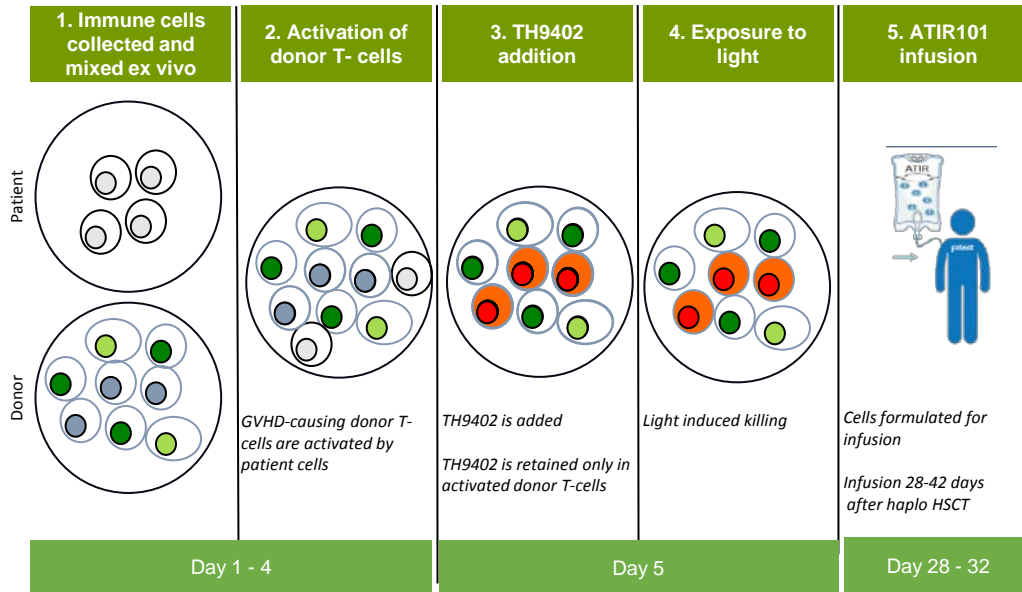 1. Immune cells
collected and
mixed ex vivo
2. Activation of
donor T- cells
3. TH9402
addition
4. Exposure to
light
5. ATIR101
infusion
Patient
Donor
ATIR
patient
GVHD-causing donor T-
cells are activated by
patient cells
TH9402 is added
TH9402 is retained only in
activated donor T-cells
Light induced killing
Cells formulated for
infusion
Infusion 28-42 days
after haplo HSCT
Day 1 - 4
Day 5
Day 28 - 32